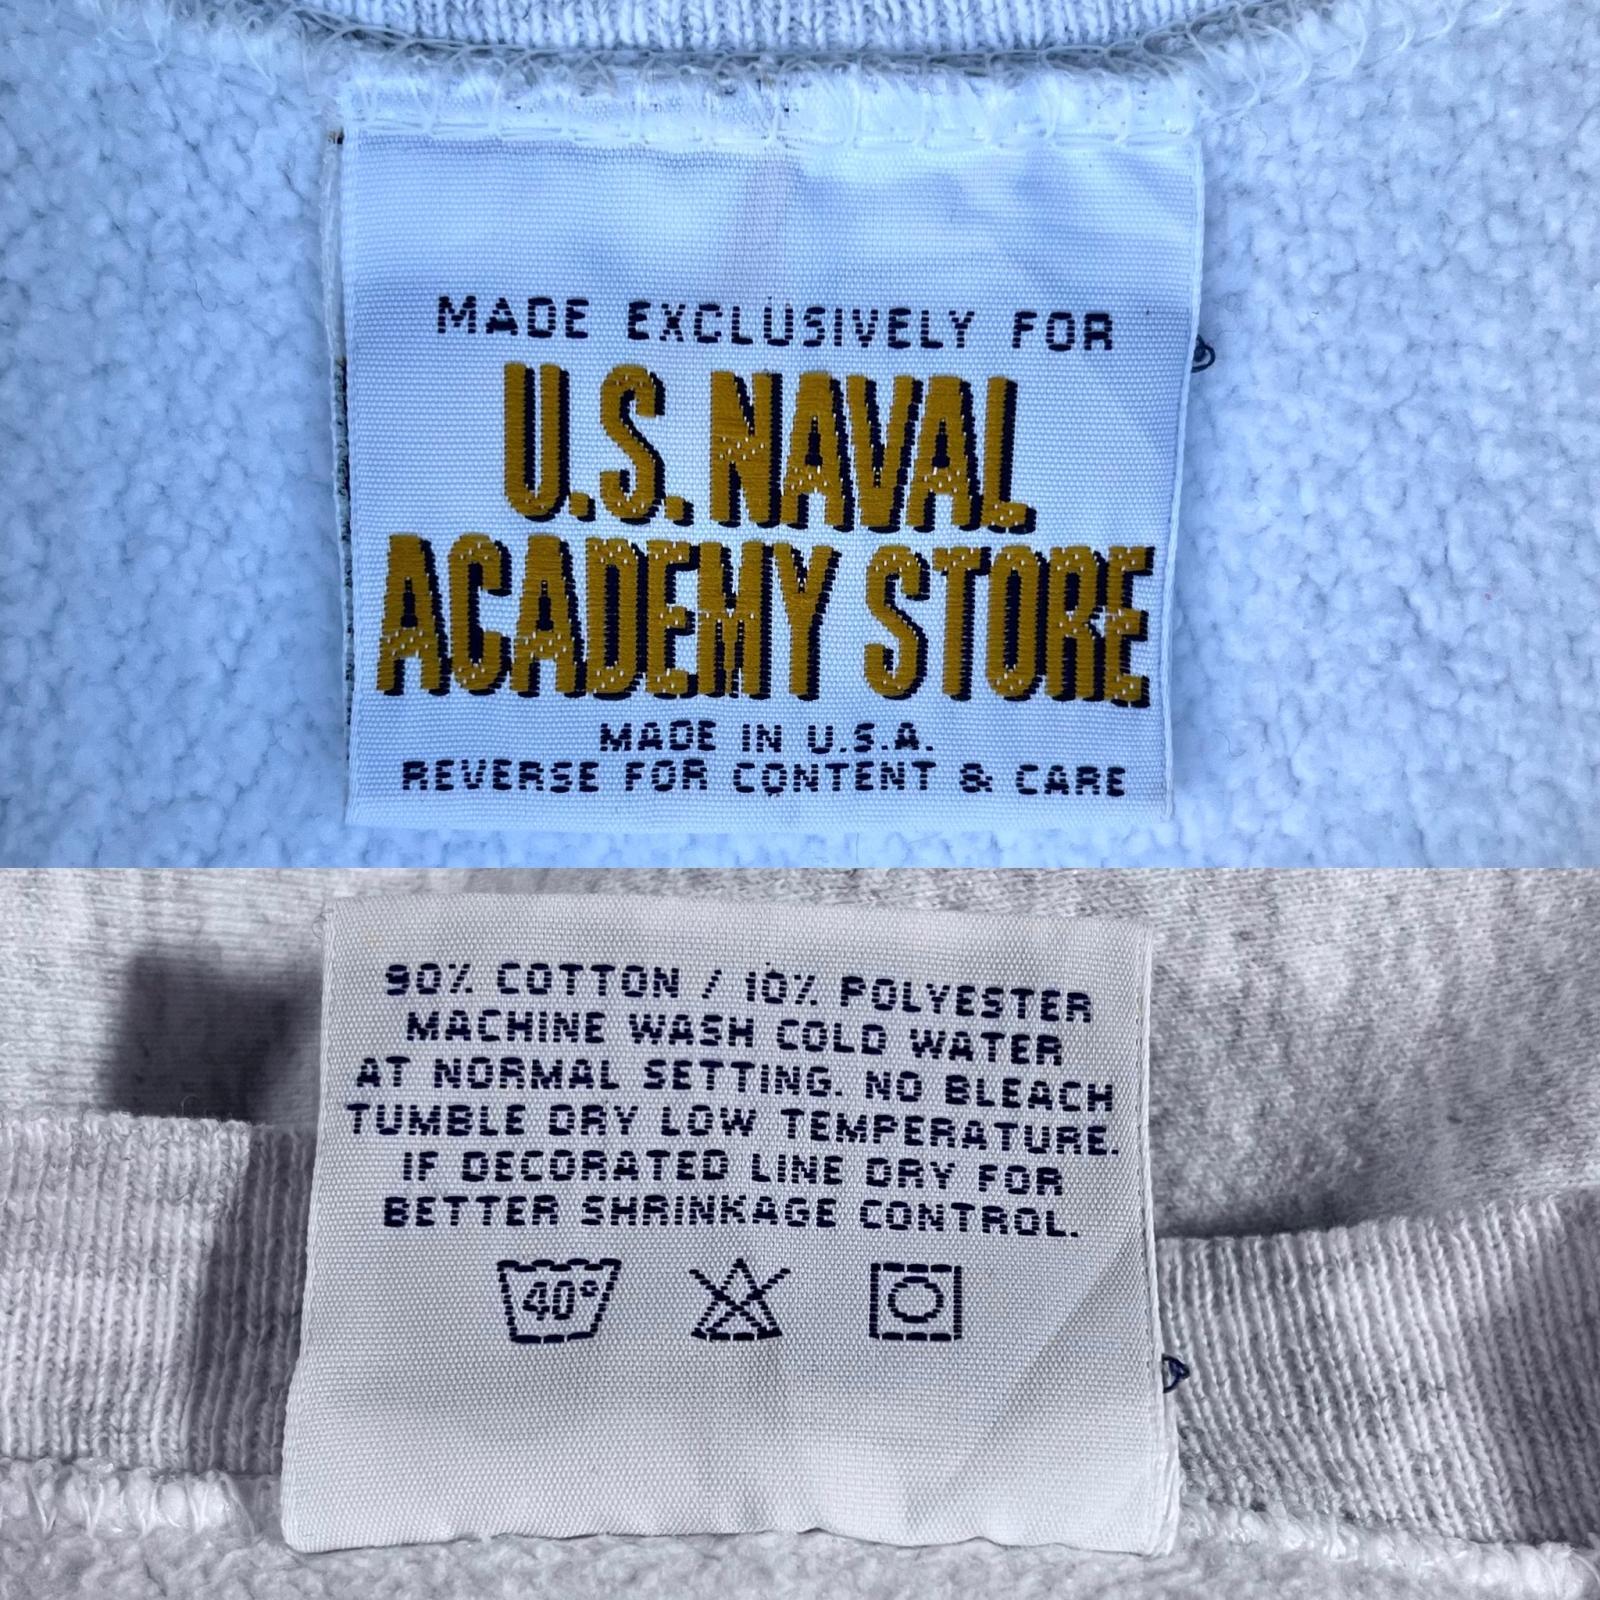 MADE EXCLUSIVELY FOR
U.S. NAVAL
ACADEMY STORE
MADE IN U.S.A.
REVERSE FOR CONTENT & CARE
90% COTTON / 10% POLYESTER
MACHINE WASH COLD WATER
AT NORMAL SETTING. NO BLEACH
TUMBLE DRY LOW TEMPERATURE.
IF DECORATED LINE DRY FOR
BETTER SHRINKAGE CONTROL.
40°